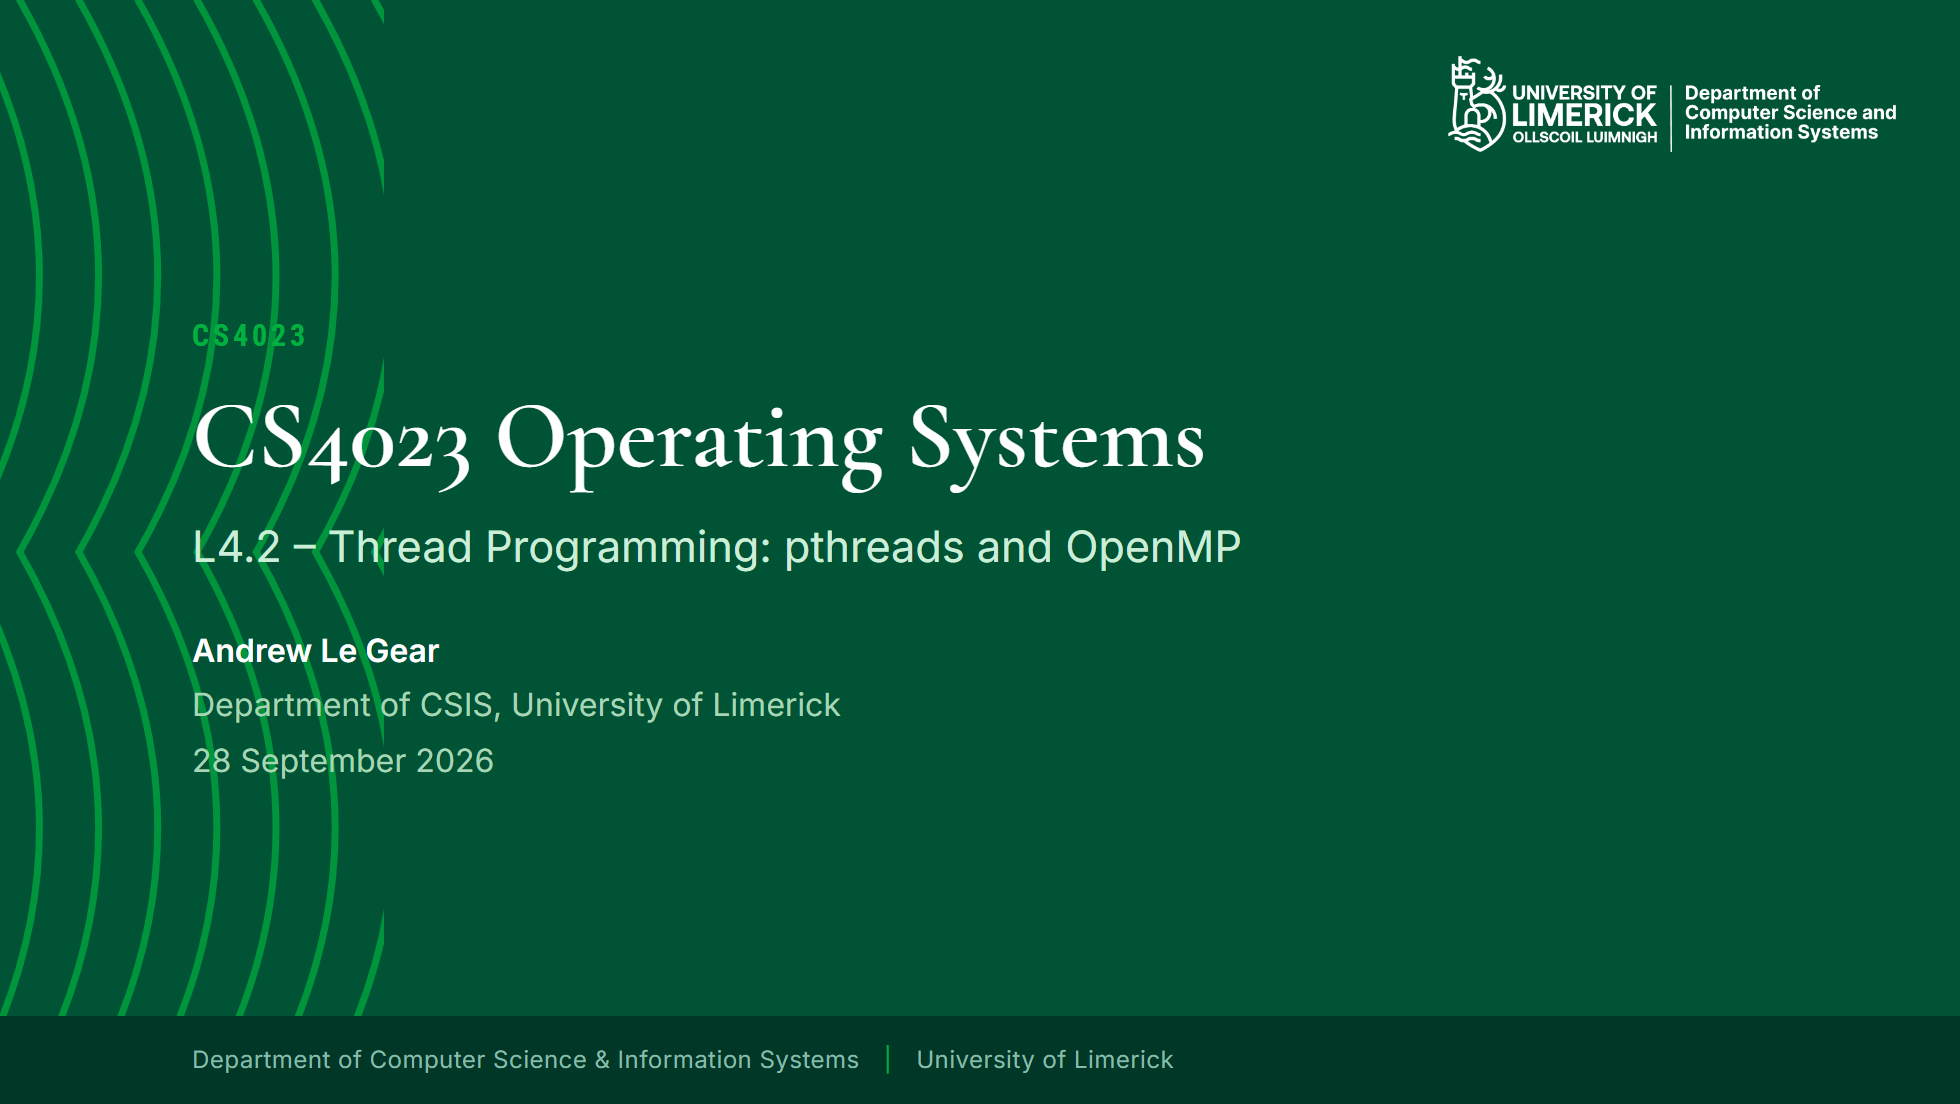 UNIVERSITY OF
LIMERICK
OLLSCOIL LUIMNIGH
Department of
Computer Science and
Information Systems
CS4023
CS4023 Operating Systems
L4.2 – Thread Programming: pthreads and OpenMP
Andrew Le Gear
Department of CSIS, University of Limerick
28 September 2026
Department of Computer Science & Information Systems | University of Limerick